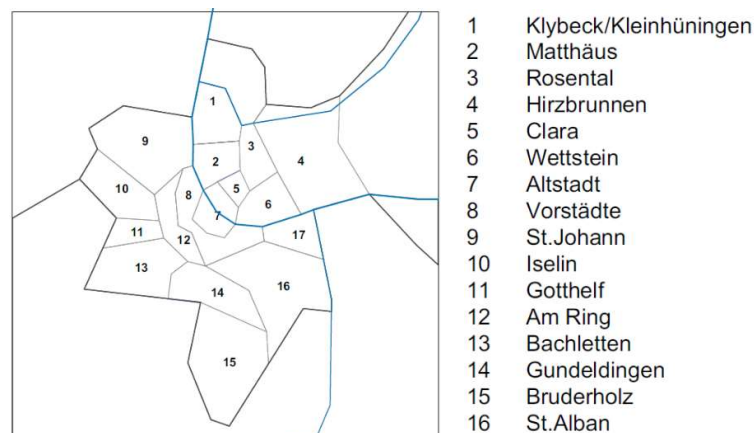 1 Klybeck/Kleinhüningen
2 Matthäus
3 Rosental
4 Hirzbrunnen
5 Clara
6 Wettstein
7 Altstadt
8 Vorstädte
9 St.Johann
10 Iselin
11 Gotthelf
12 Am Ring
13 Bachletten
14 Gundeldingen
15 Bruderholz
16 St.Alban
1
9
2
3
4
10
8
5
6
7
11
12
17
13
14
16
15